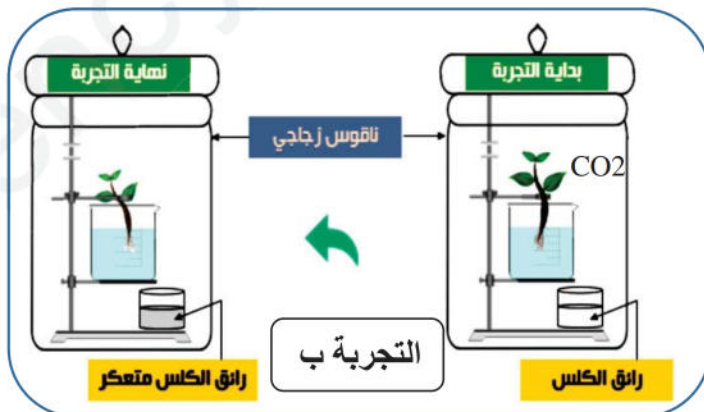 بداية التجربة
نهاية التجربة
ناقوس زجاجي
CO2
التجربة ب
رائق الكلس
رائق الكلس متعكر